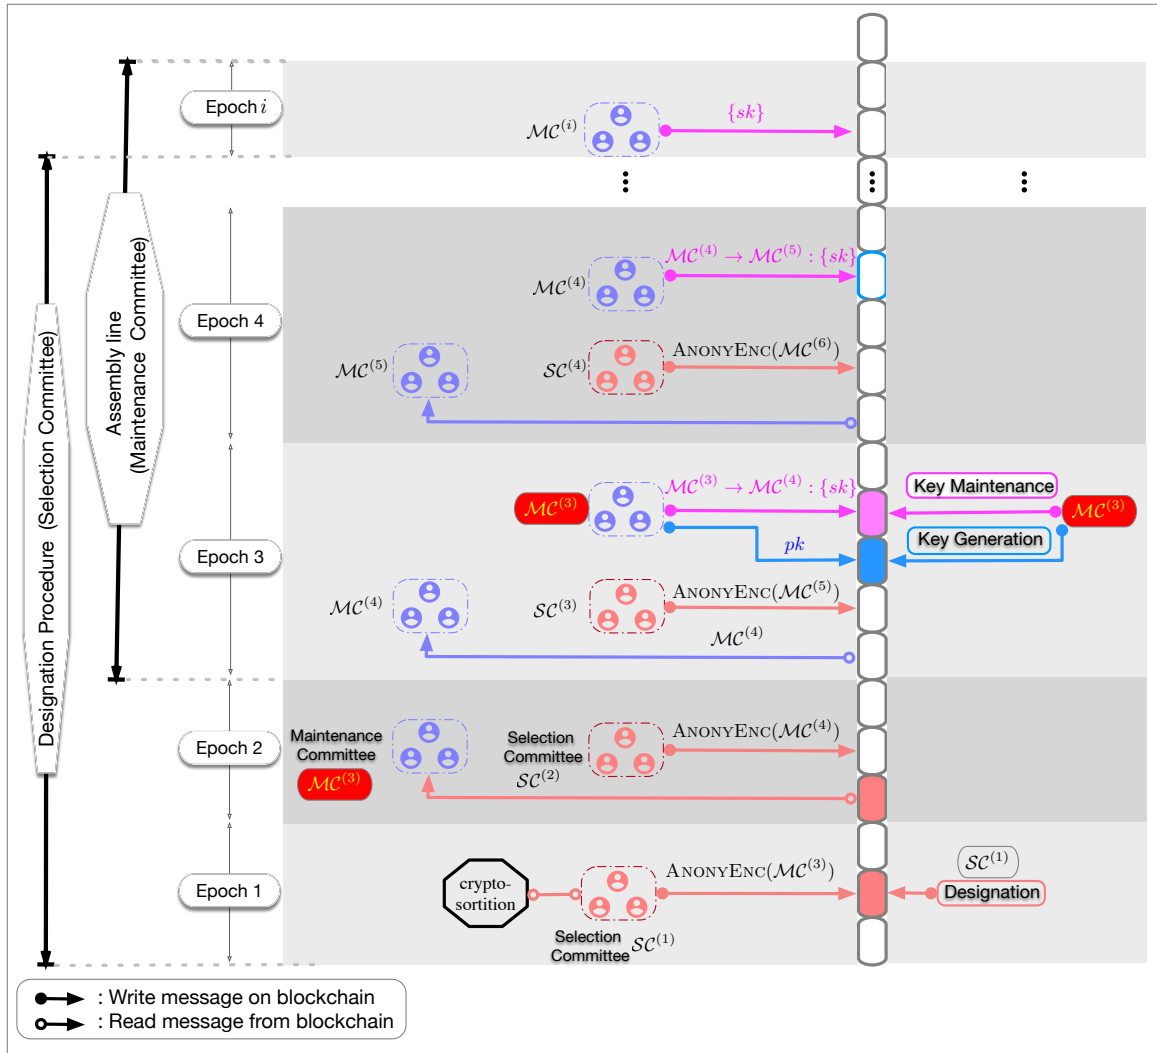 Epoch i
MC^(i)
{sk}
Designation Procedure (Selection Committee)
Assembly line
(Maintenance Committee)
MC^(4) → MC^(5) : {sk}
MC^(4)
Epoch 4
ANONYENC(MC^(6))
MC^(5)
SC^(4)
MC^(3) → MC^(4) : {sk}
Key Maintenance
MC^(3)
MC^(3)
pk
Key Generation
Epoch 3
ANONYENC(MC^(5))
MC^(4)
SC^(3)
MC^(4)
Epoch 2
Maintenance
Committee
MC^(3)
Selection
Committee
SC^(2)
ANONYENC(MC^(4))
Epoch 1
crypto-
sortition
ANONYENC(MC^(3))
SC^(1)
Designation
Selection
Committee SC^(1)
: Write message on blockchain
: Read message from blockchain